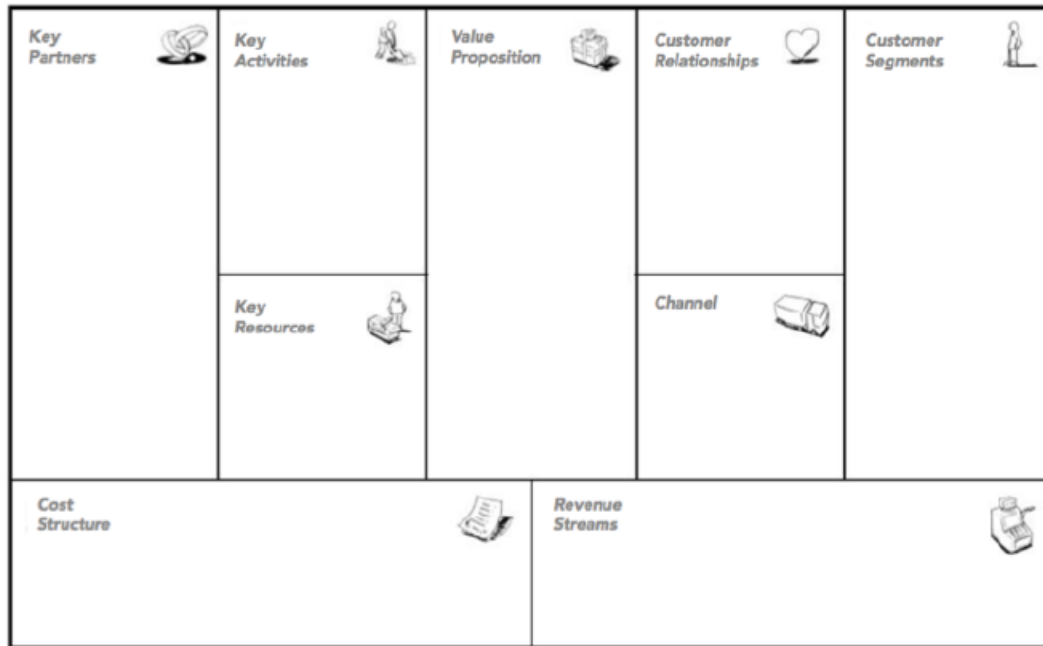 Key
Partners
Key
Activities
Value
Proposition
Customer
Relationships
Customer
Segments
Key
Resources
Channel
Cost
Structure
Revenue
Streams